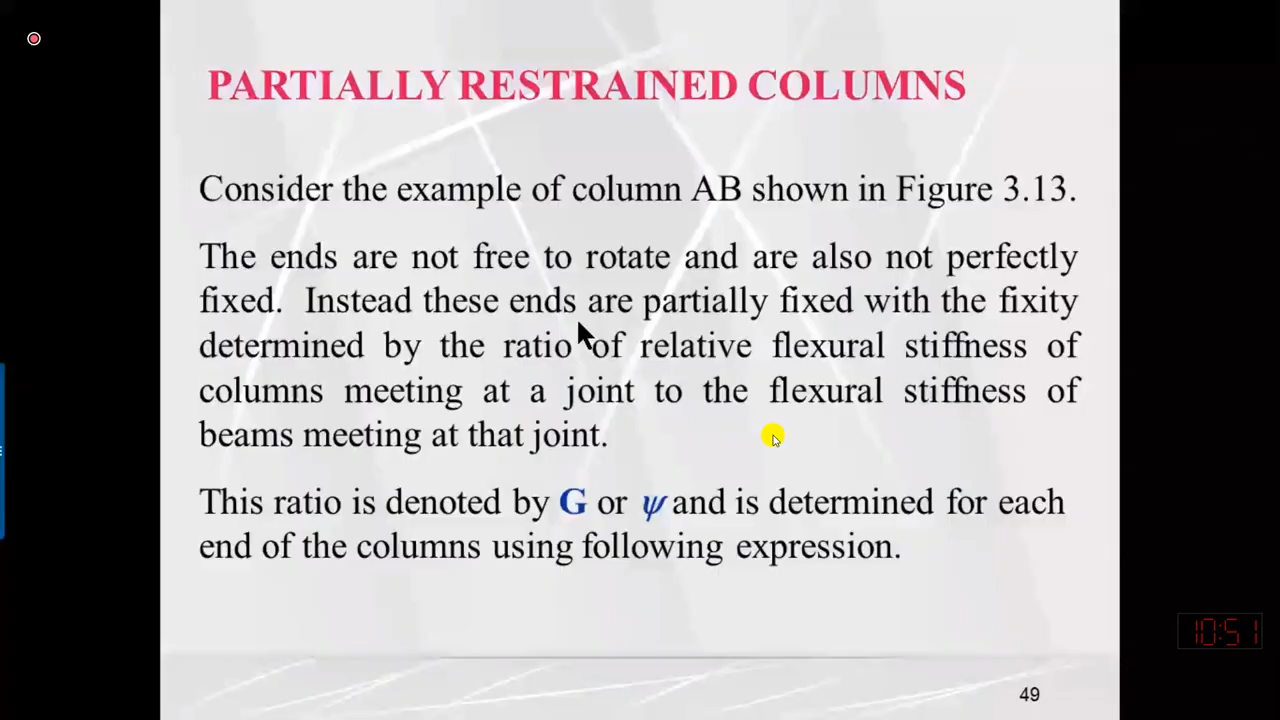 PARTIALLY RESTRAINED COLUMNS
Consider the example of column AB shown in Figure 3.13.
The ends are not free to rotate and are also not perfectly
fixed. Instead these ends are partially fixed with the fixity
determined by the ratio of relative flexural stiffness of
columns meeting at a joint to the flexural stiffness of
beams meeting at that joint.
This ratio is denoted by G or ψ and is determined for each
end of the columns using following expression.
10:51
49